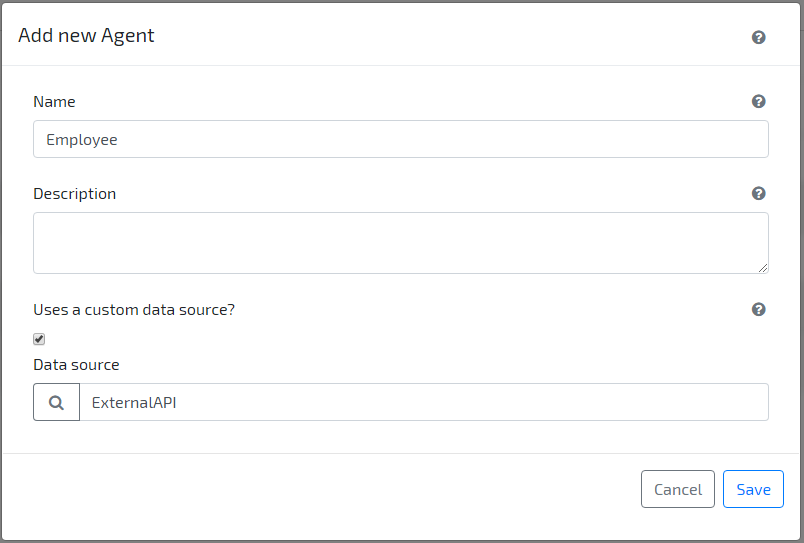 Add new Agent
Name
Employee
Description
Uses a custom data source?
Data source
ExternalAPI
Cancel Save